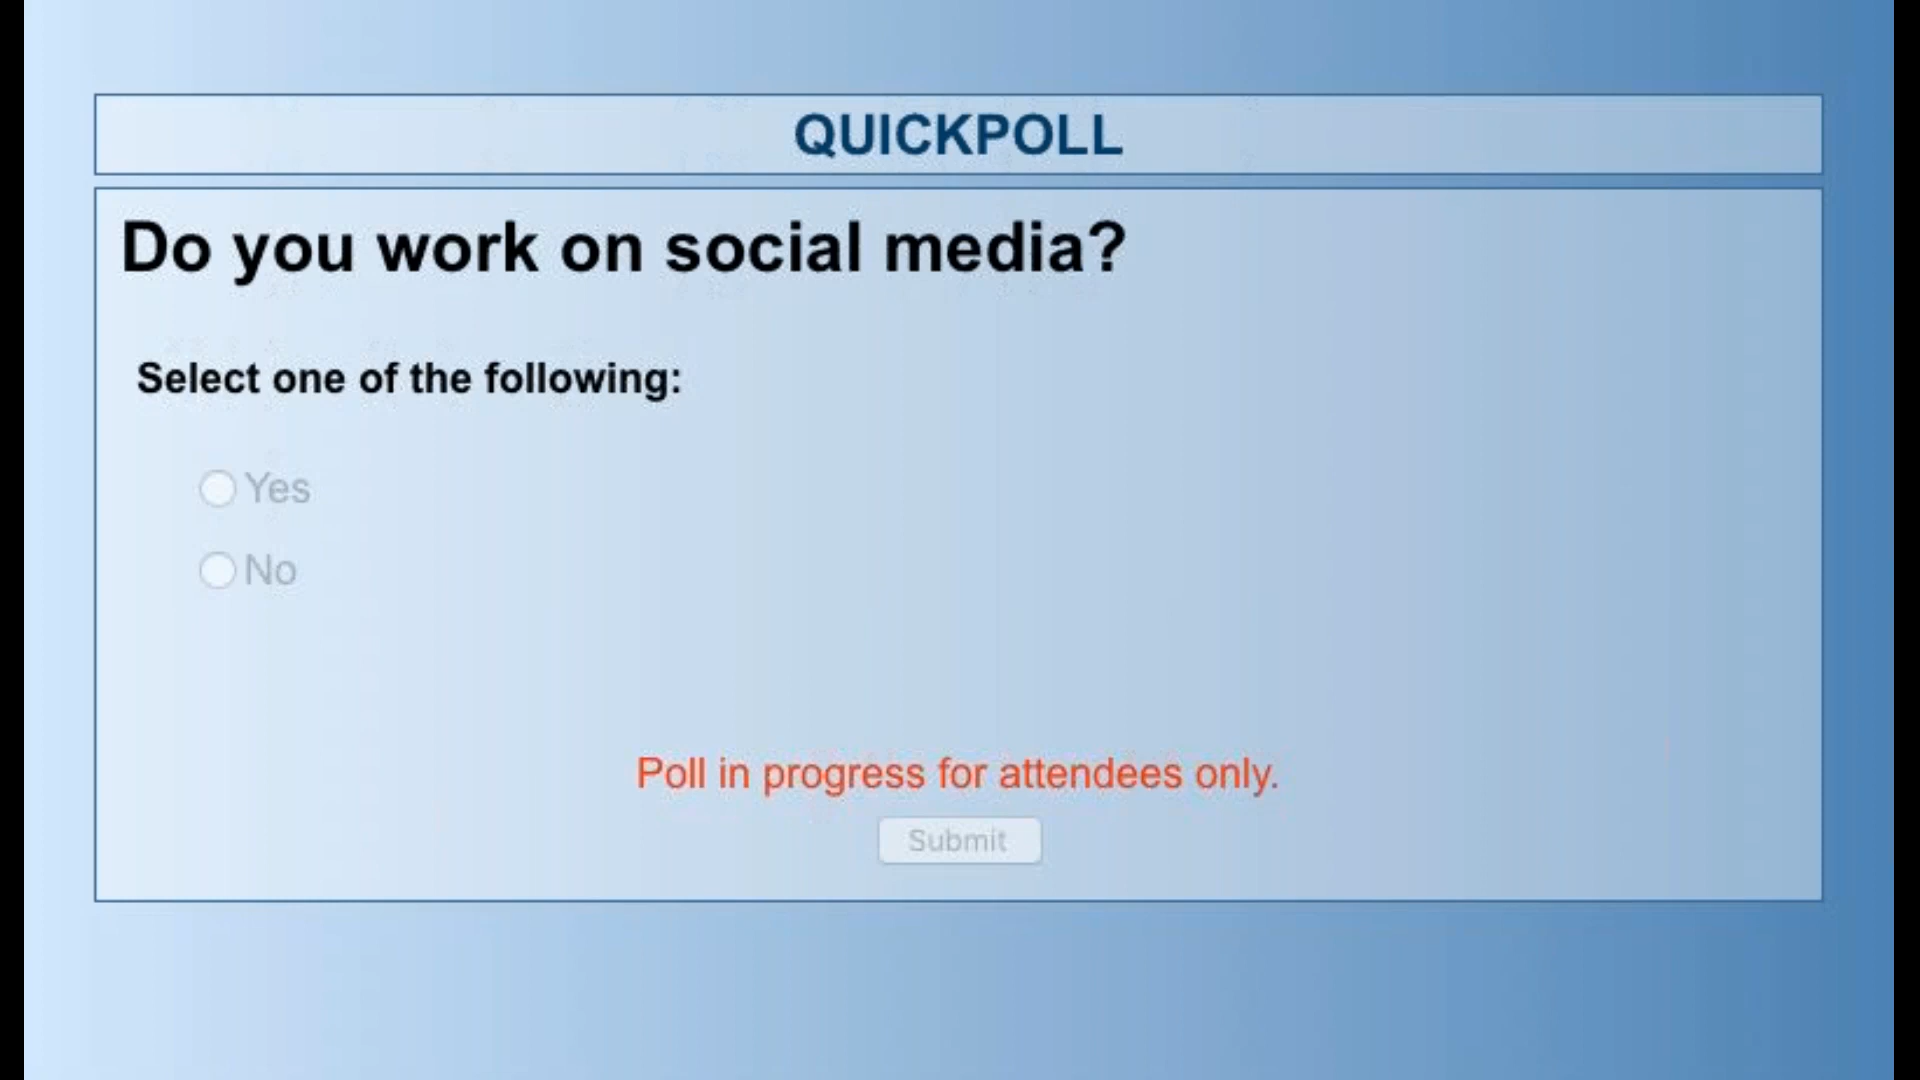 QUICKPOLL
Do you work on social media?
Select one of the following:
Yes
No
Poll in progress for attendees only.
Submit